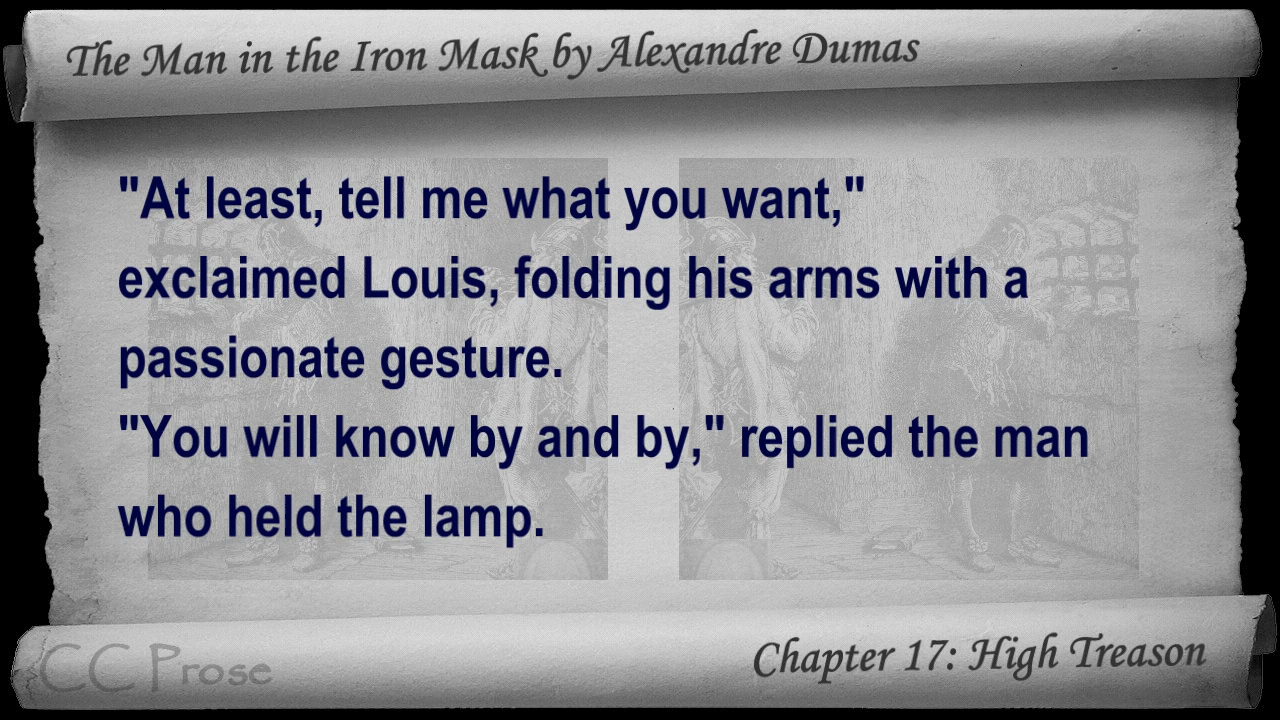 The Man in the Iron Mask by Alexandre Dumas
"At least, tell me what you want,"
exclaimed Louis, folding his arms with a
passionate gesture.
"You will know by and by," replied the man
who held the lamp.
CC Prose
Chapter 17: High Treason